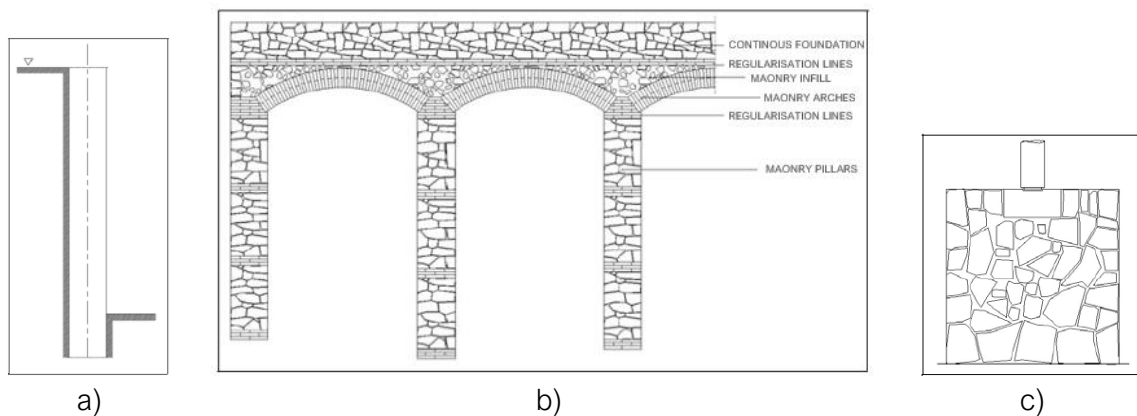 CONTINOUS FOUNDATION
REGULARISATION LINES
MAONRY INFILL
MAONRY ARCHES
REGULARISATION LINES
MAONRY PILLARS
a)
b)
c)